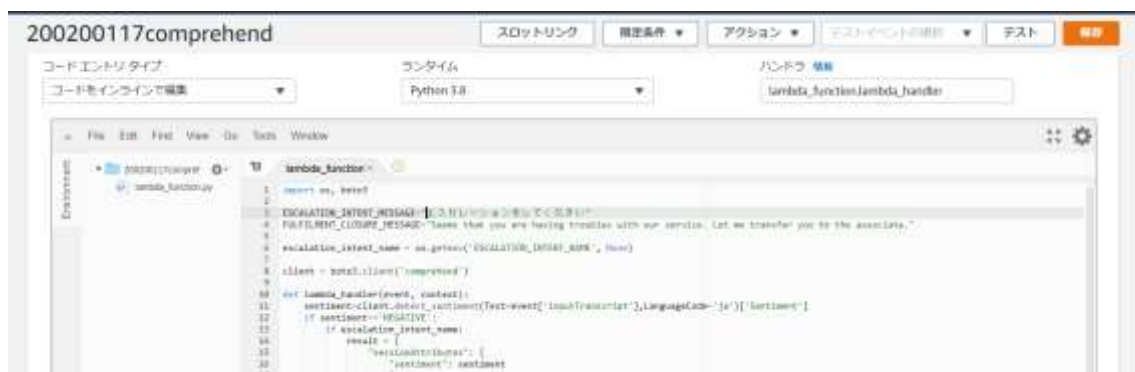 200200117comprehend スロットリング 限定条件 アクション テスト 保存
コード エントリ タイプ ランタイム ハンドラ 情報
コードをインラインで編集 Python 3.8 lambda_function.lambda_handler
File Edit Find View Go Tools Window
Environment
lambda_function
lambda_function.py
1 import os, boto3
2
3 ESCALATION_INTENT_MESSAGE="エスカレーションをしてください"
4 FULFILMENT_CLOSURE_MESSAGE="Seems that you are having troubles with our service. Let me transfer you to the associate."
5
6 escalation_intent_name = os.getenv('ESCALATION_INTENT_NAME', None)
7
8 client = boto3.client('comprehend')
9
10 def lambda_handler(event, context):
11 sentiment=client.detect_sentiment(Text=event['inputTranscript'],LanguageCode='ja')['Sentiment']
12 if sentiment=='NEGATIVE':
13 if escalation_intent_name:
14 result = {
15 "sessionAttributes": {
16 "sentiment": sentiment